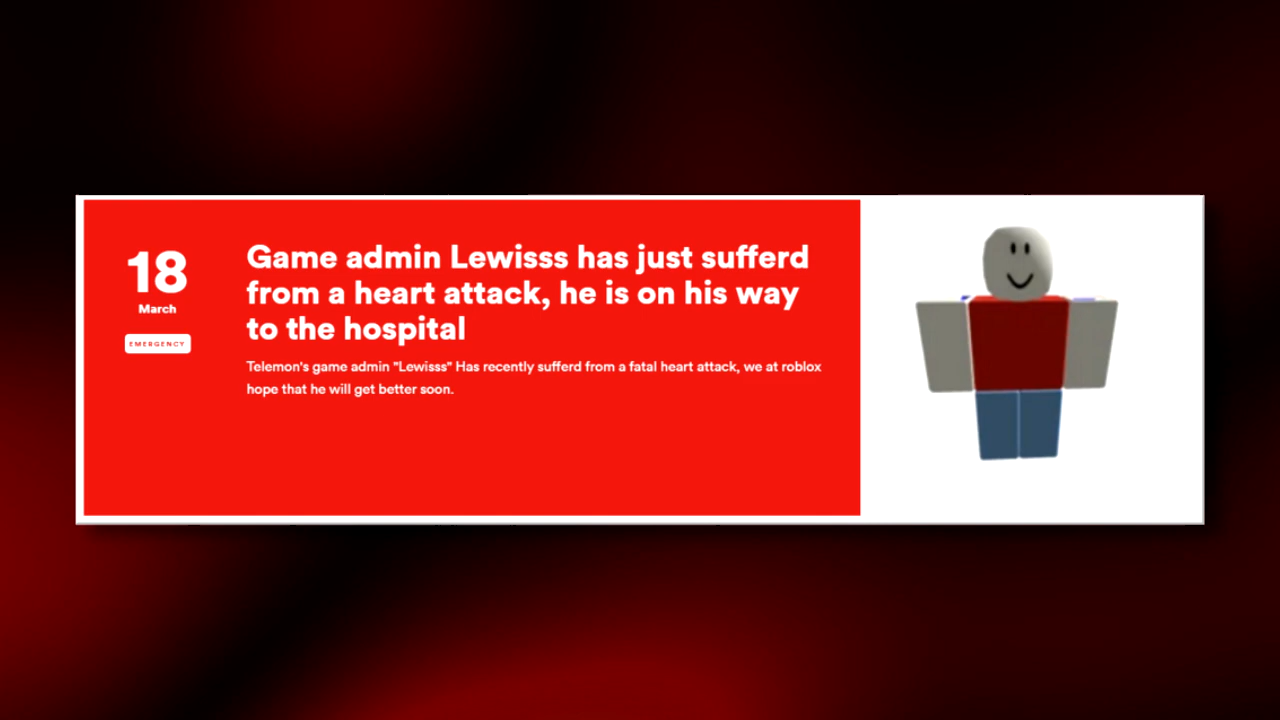 18
March
EMERGENCY
Game admin Lewisss has just sufferd
from a heart attack, he is on his way
to the hospital
Telemon's game admin "Lewisss" Has recently sufferd from a fatal heart attack, we at roblox
hope that he will get better soon.